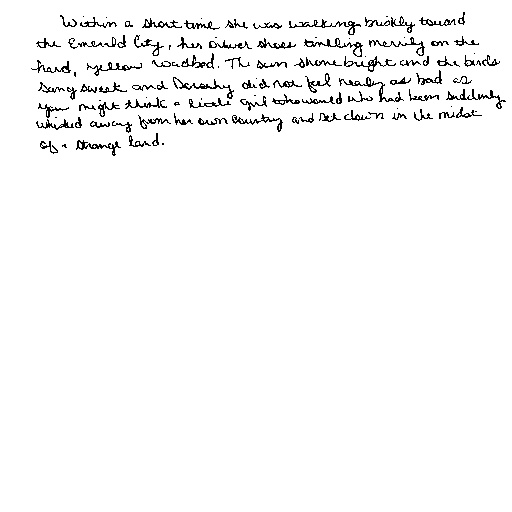 Within a short time she was walking briskly toward
the Emerald City, her Silver Shoes tinkling merrily on the
hard, yellow roadbed. The sun shone bright and the birds
sang sweet and Dorothy did not feel nearly as bad as
you might think a little girl who would who had been suddenly
whisked away from her own country and set down in the midst
of a strange land.